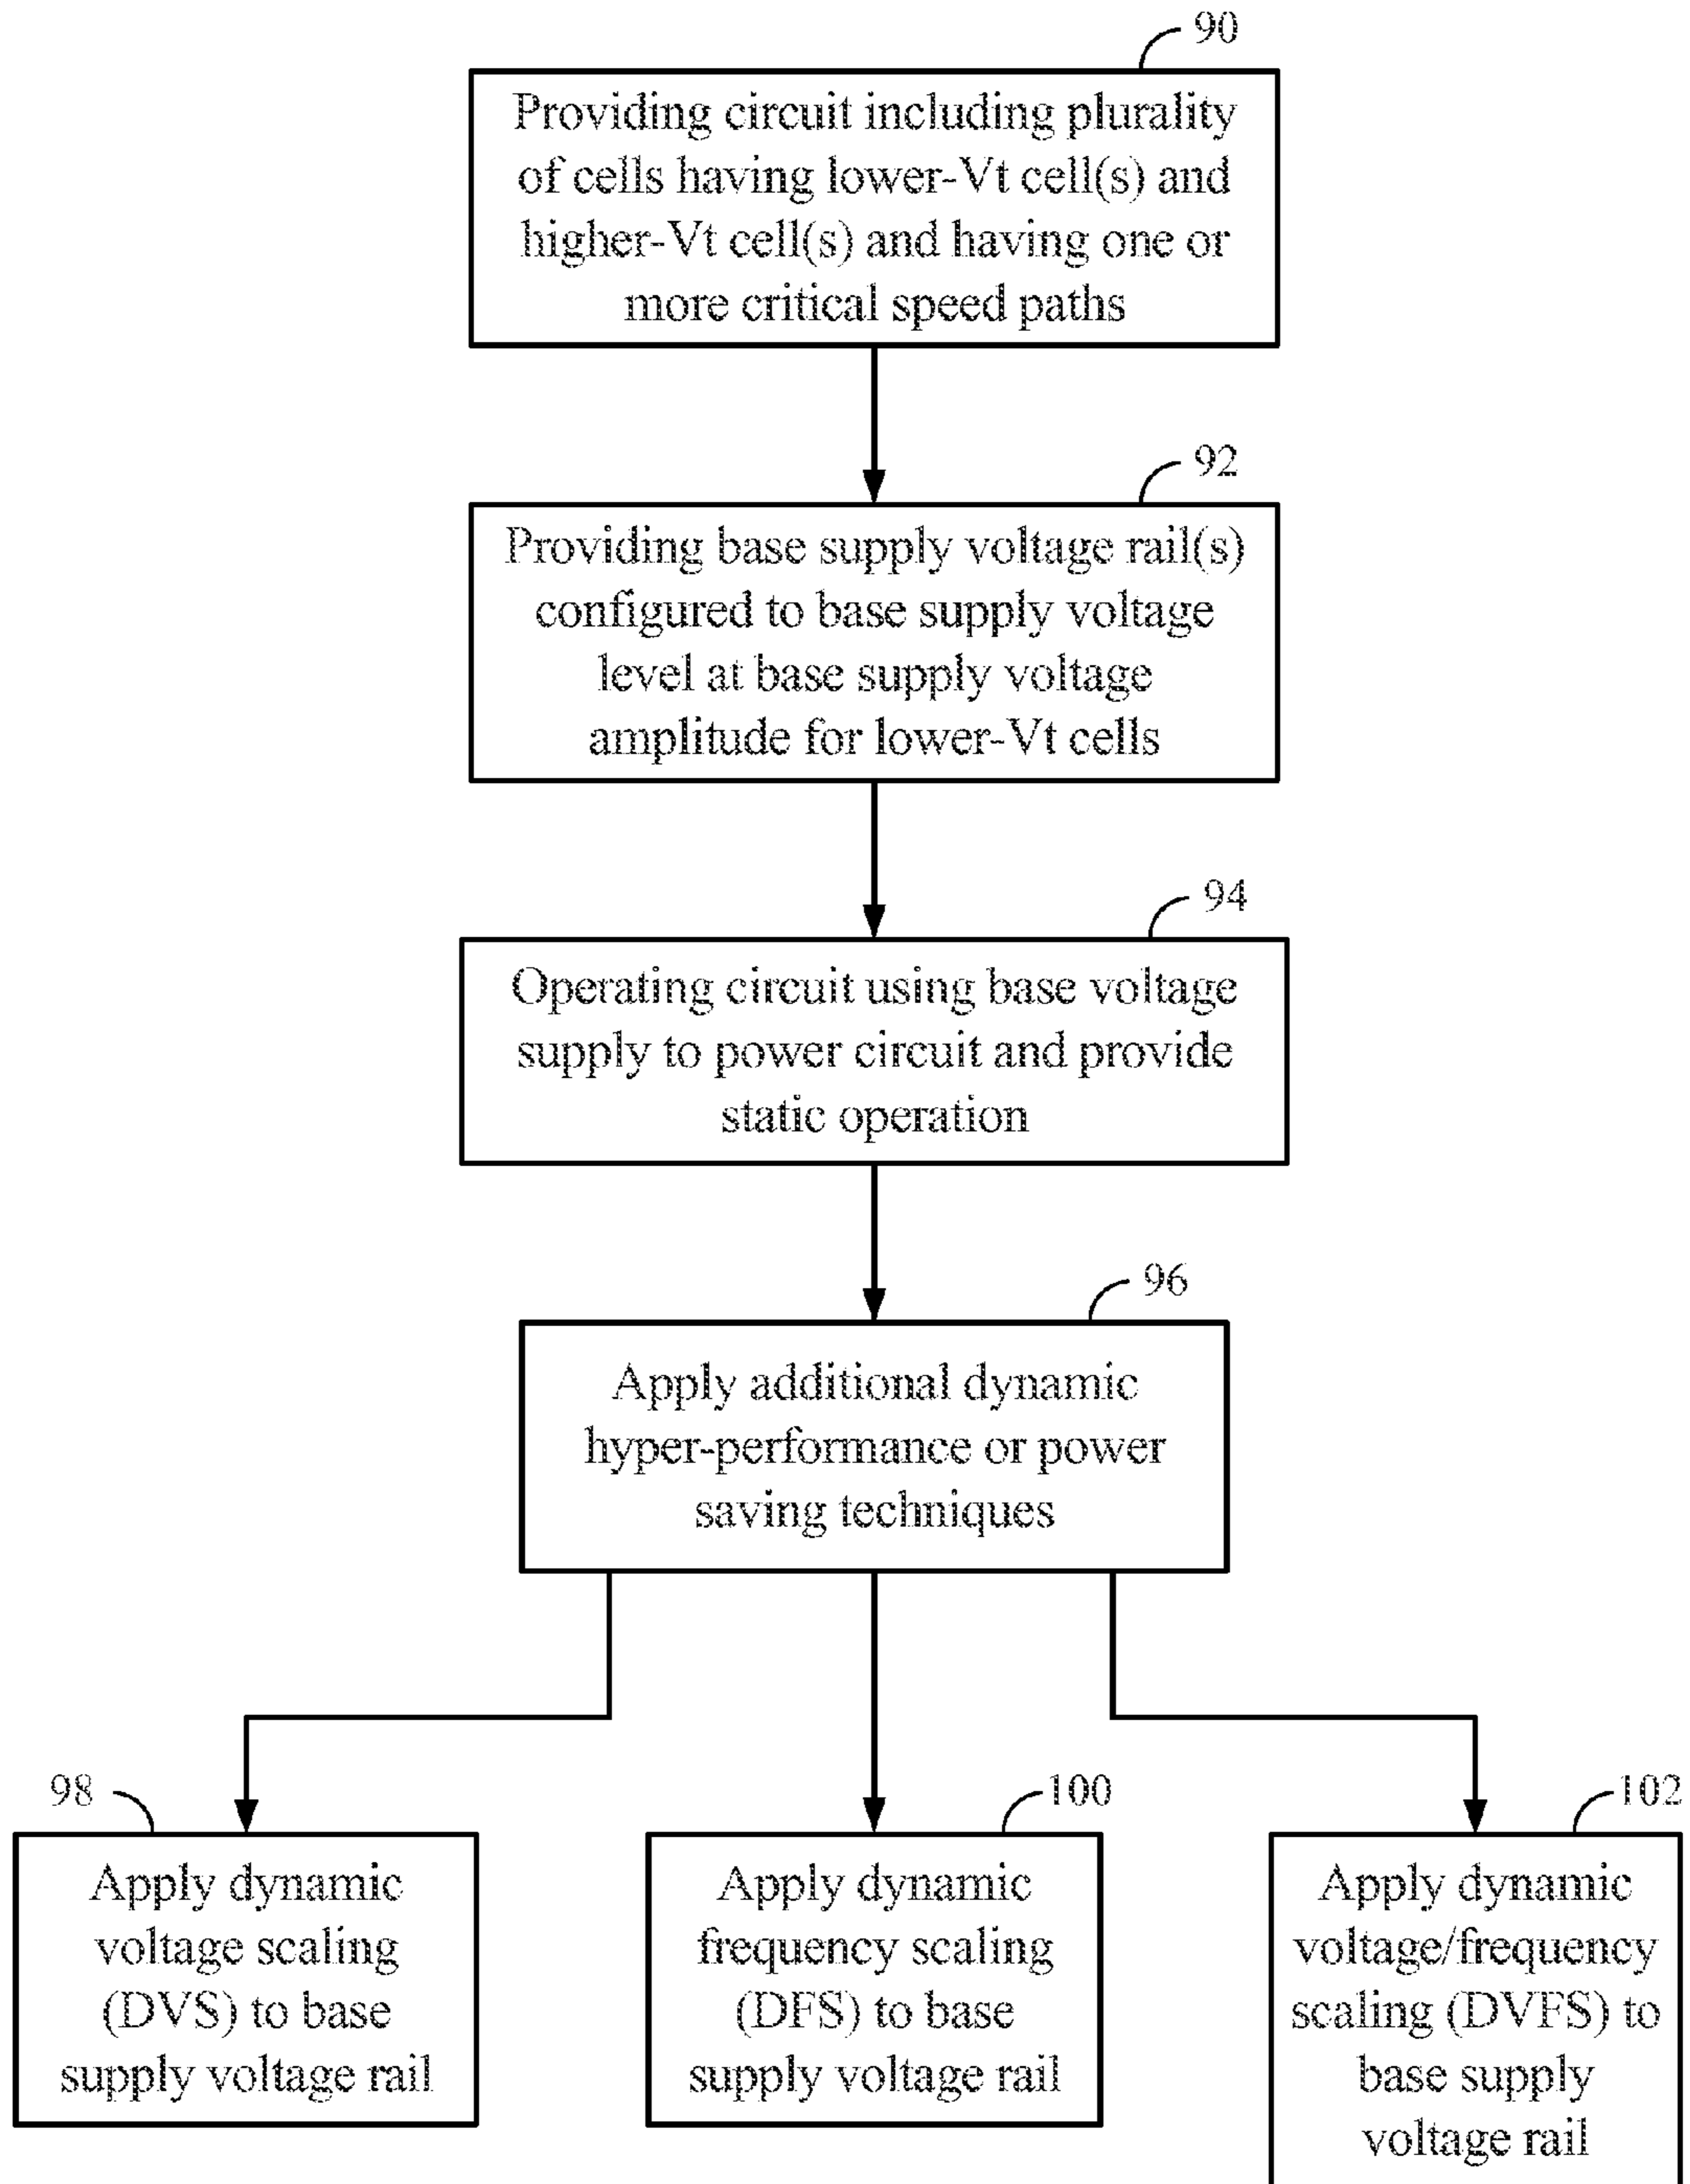 90
Providing circuit including plurality
of cells having lower-Vt cell(s) and
higher-Vt cell(s) and having one or
more critical speed paths
92
Providing base supply voltage rail(s)
configured to base supply voltage
level at base supply voltage
amplitude for lower-Vt cells
94
Operating circuit using base voltage
supply to power circuit and provide
static operation
96
Apply additional dynamic
hyper-performance or power
saving techniques
98
Apply dynamic
voltage scaling
(DVS) to base
supply voltage rail
100
Apply dynamic
frequency scaling
(DFS) to base
supply voltage rail
102
Apply dynamic
voltage/frequency
scaling (DVFS) to
base supply
voltage rail